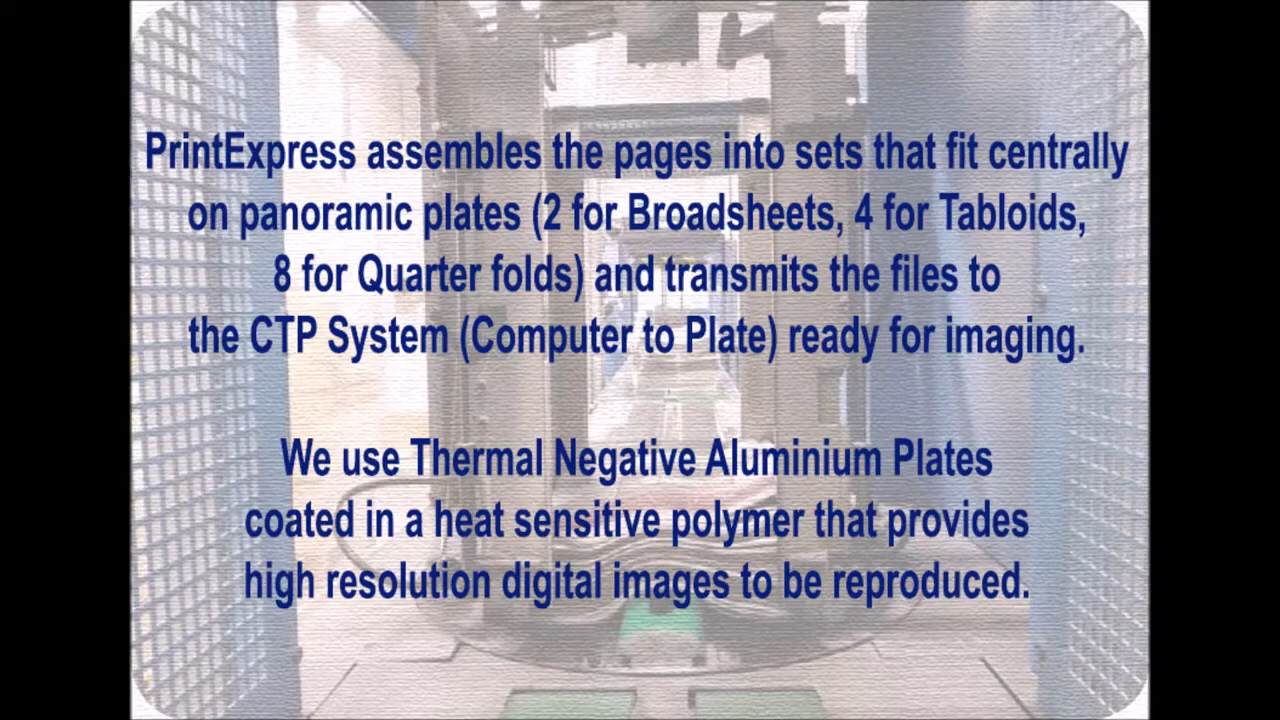 PrintExpress assembles the pages into sets that fit centrally
on panoramic plates (2 for Broadsheets, 4 for Tabloids,
8 for Quarter folds) and transmits the files to
the CTP System (Computer to Plate) ready for imaging.
We use Thermal Negative Aluminium Plates
coated in a heat sensitive polymer that provides
high resolution digital images to be reproduced.